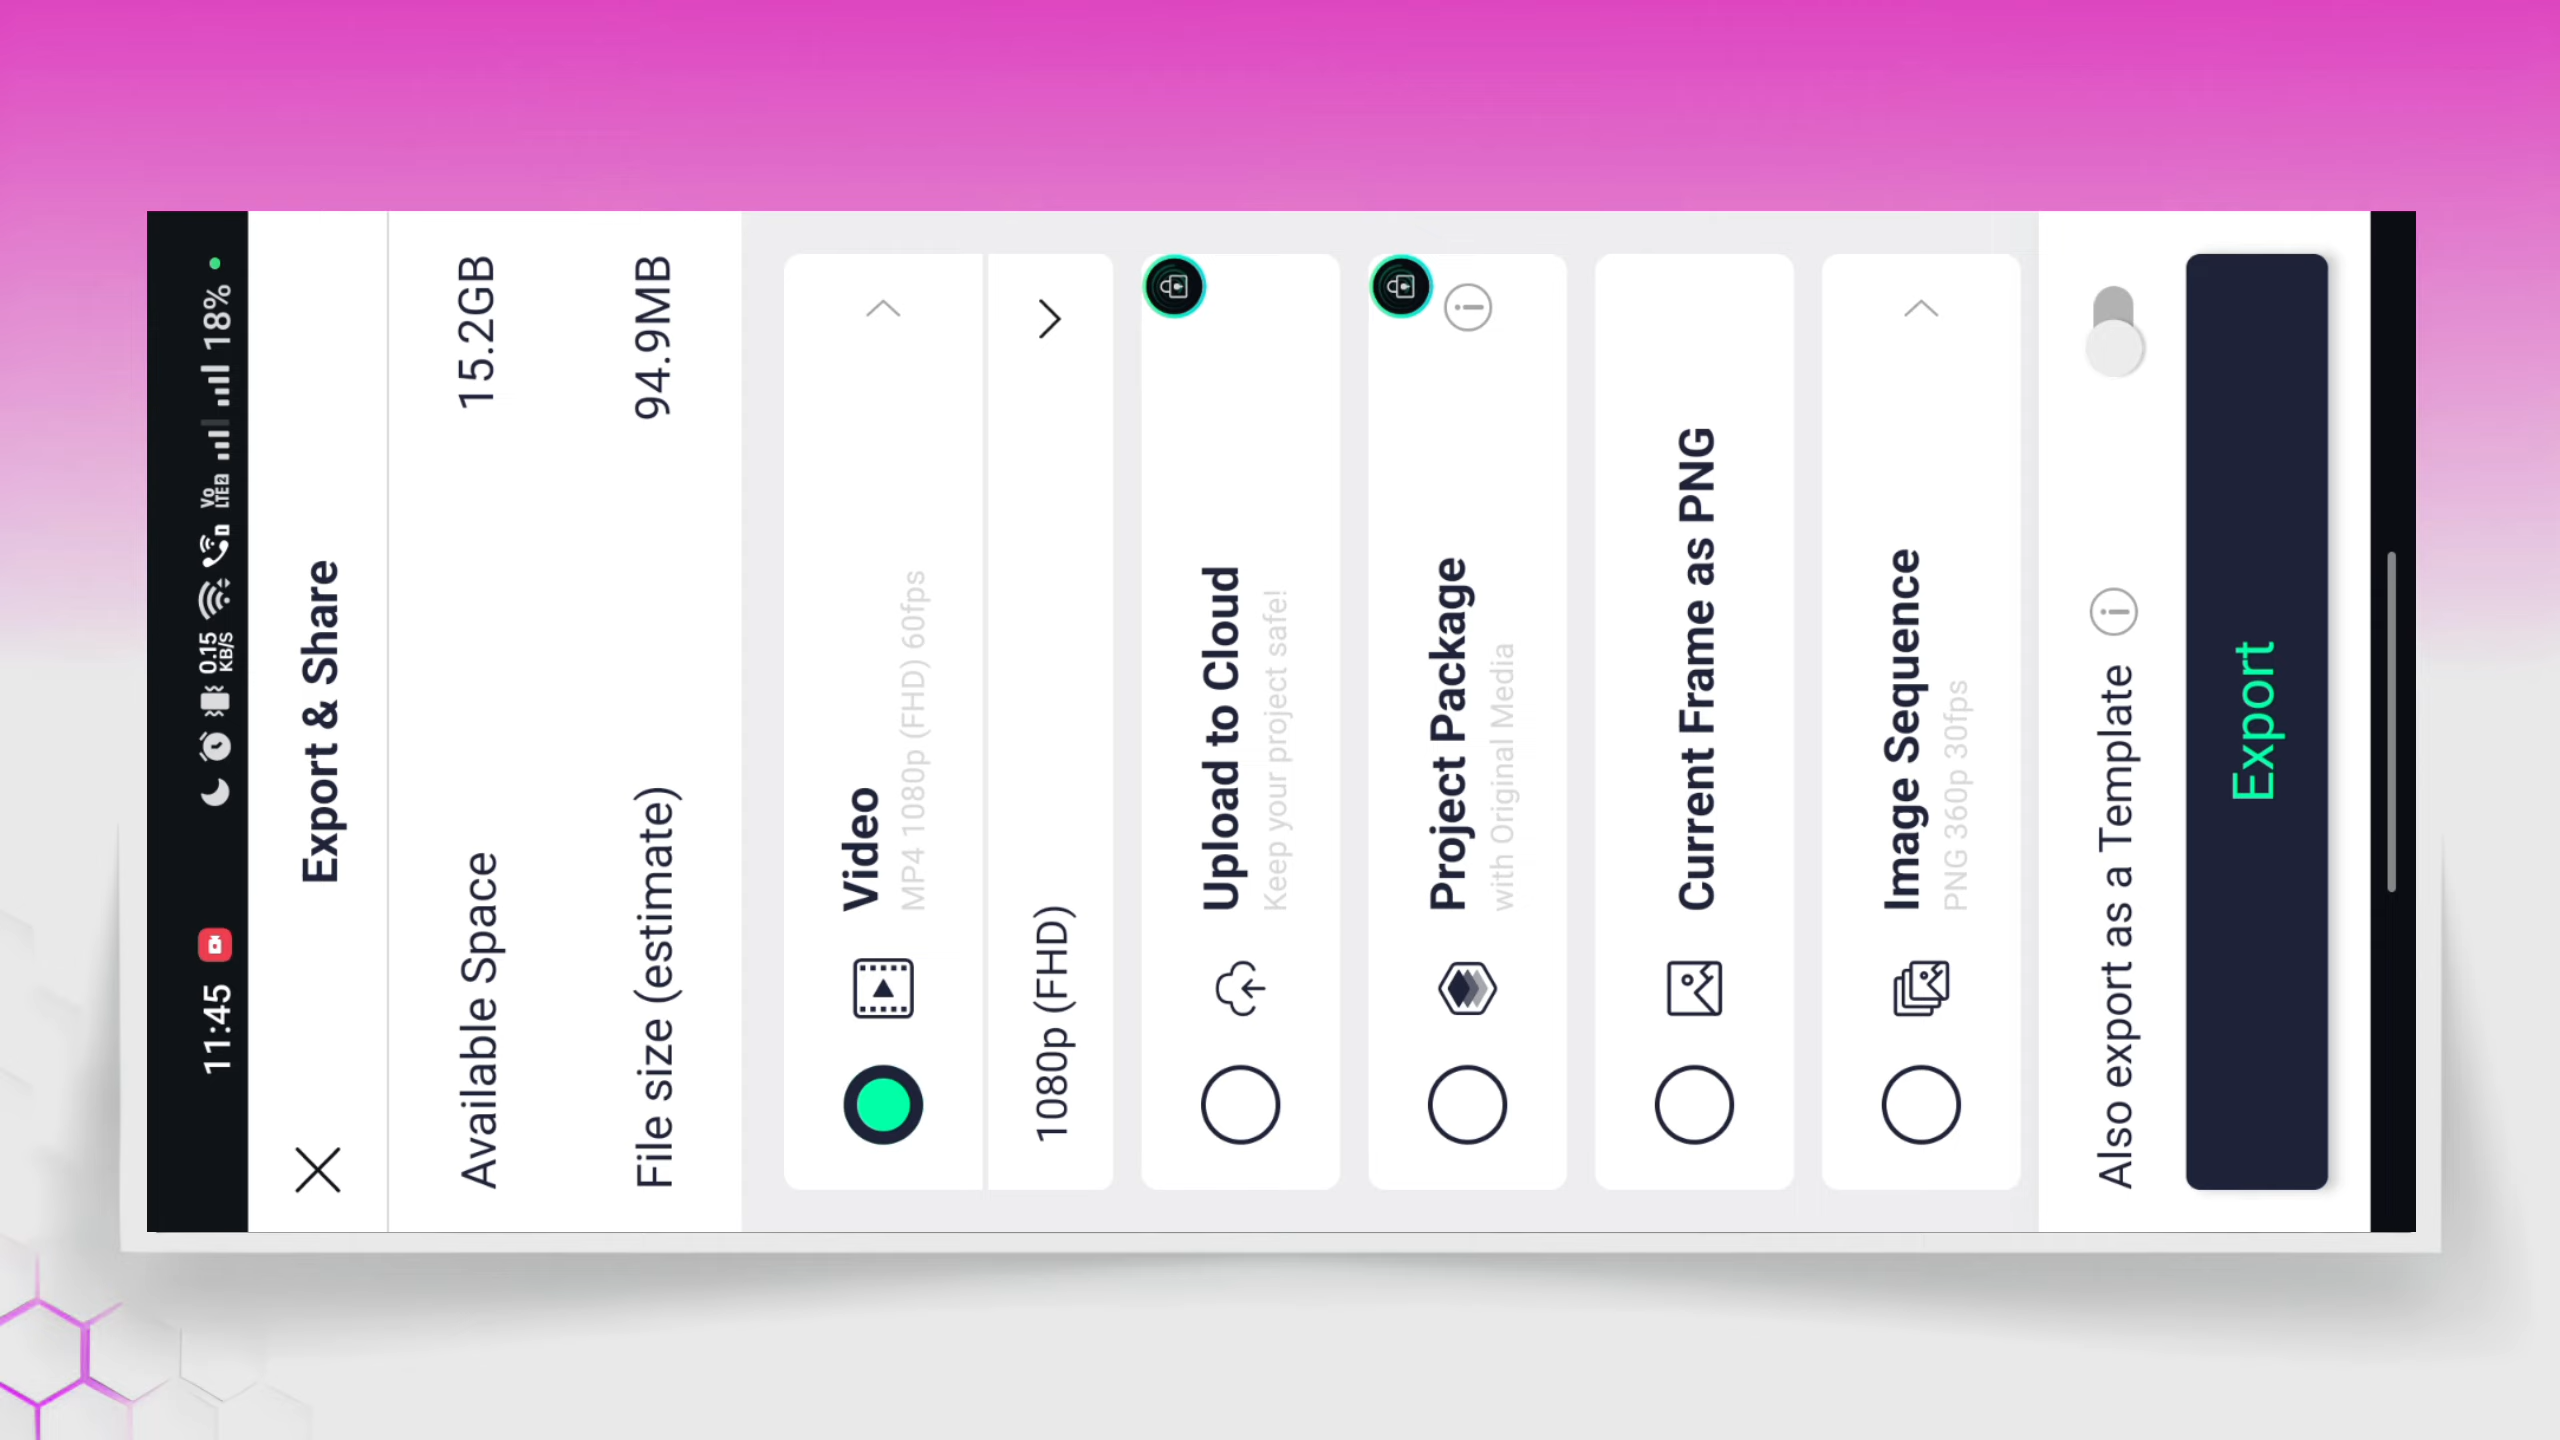 11:45
0.15 KB/S
Vo LTE2
18%
Export & Share
Available Space 15.2GB
File size (estimate) 94.9MB
Video
MP4 1080p (FHD) 60fps
1080p (FHD)
Upload to Cloud
Keep your project safe!
Project Package
with Original Media
Current Frame as PNG
Image Sequence
PNG 360p 30fps
Also export as a Template
Export